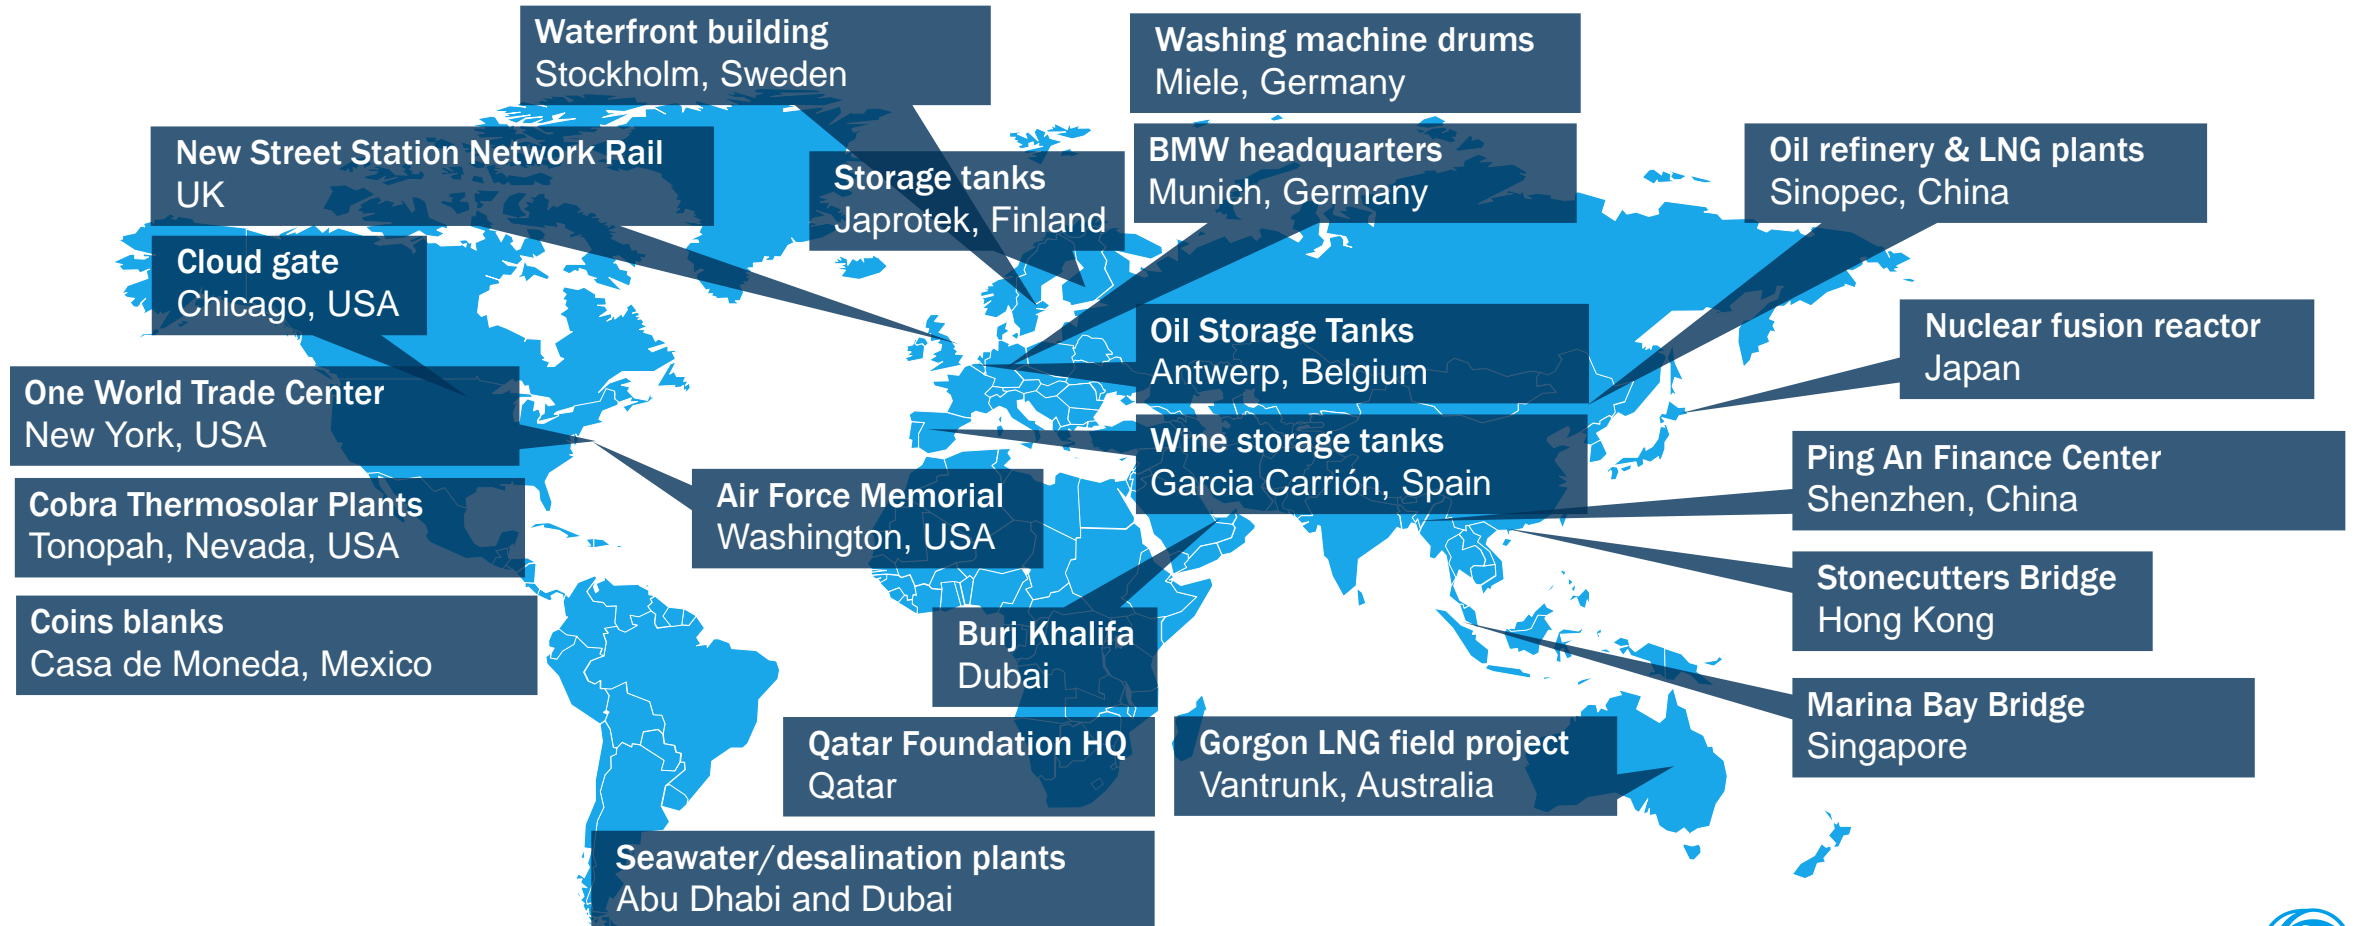 Waterfront building
Stockholm, Sweden
Washing machine drums
Miele, Germany
New Street Station Network Rail
UK
Storage tanks
Japrotek, Finland
BMW headquarters
Munich, Germany
Oil refinery & LNG plants
Sinopec, China
Cloud gate
Chicago, USA
Oil Storage Tanks
Antwerp, Belgium
Nuclear fusion reactor
Japan
One World Trade Center
New York, USA
Wine storage tanks
Garcia Carrión, Spain
Ping An Finance Center
Shenzhen, China
Cobra Thermosolar Plants
Tonopah, Nevada, USA
Air Force Memorial
Washington, USA
Stonecutters Bridge
Hong Kong
Coins blanks
Casa de Moneda, Mexico
Burj Khalifa
Dubai
Marina Bay Bridge
Singapore
Qatar Foundation HQ
Qatar
Gorgon LNG field project
Vantrunk, Australia
Seawater/desalination plants
Abu Dhabi and Dubai